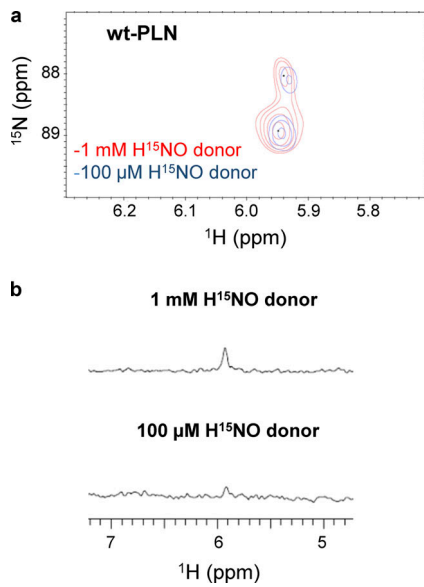 a
wt-PLN
88
89
¹⁵N (ppm)
-1 mM H¹⁵NO donor
-100 µM H¹⁵NO donor
6.2 6.1 6.0 5.9 5.8
¹H (ppm)
b
1 mM H¹⁵NO donor
100 µM H¹⁵NO donor
7 6 5
¹H (ppm)